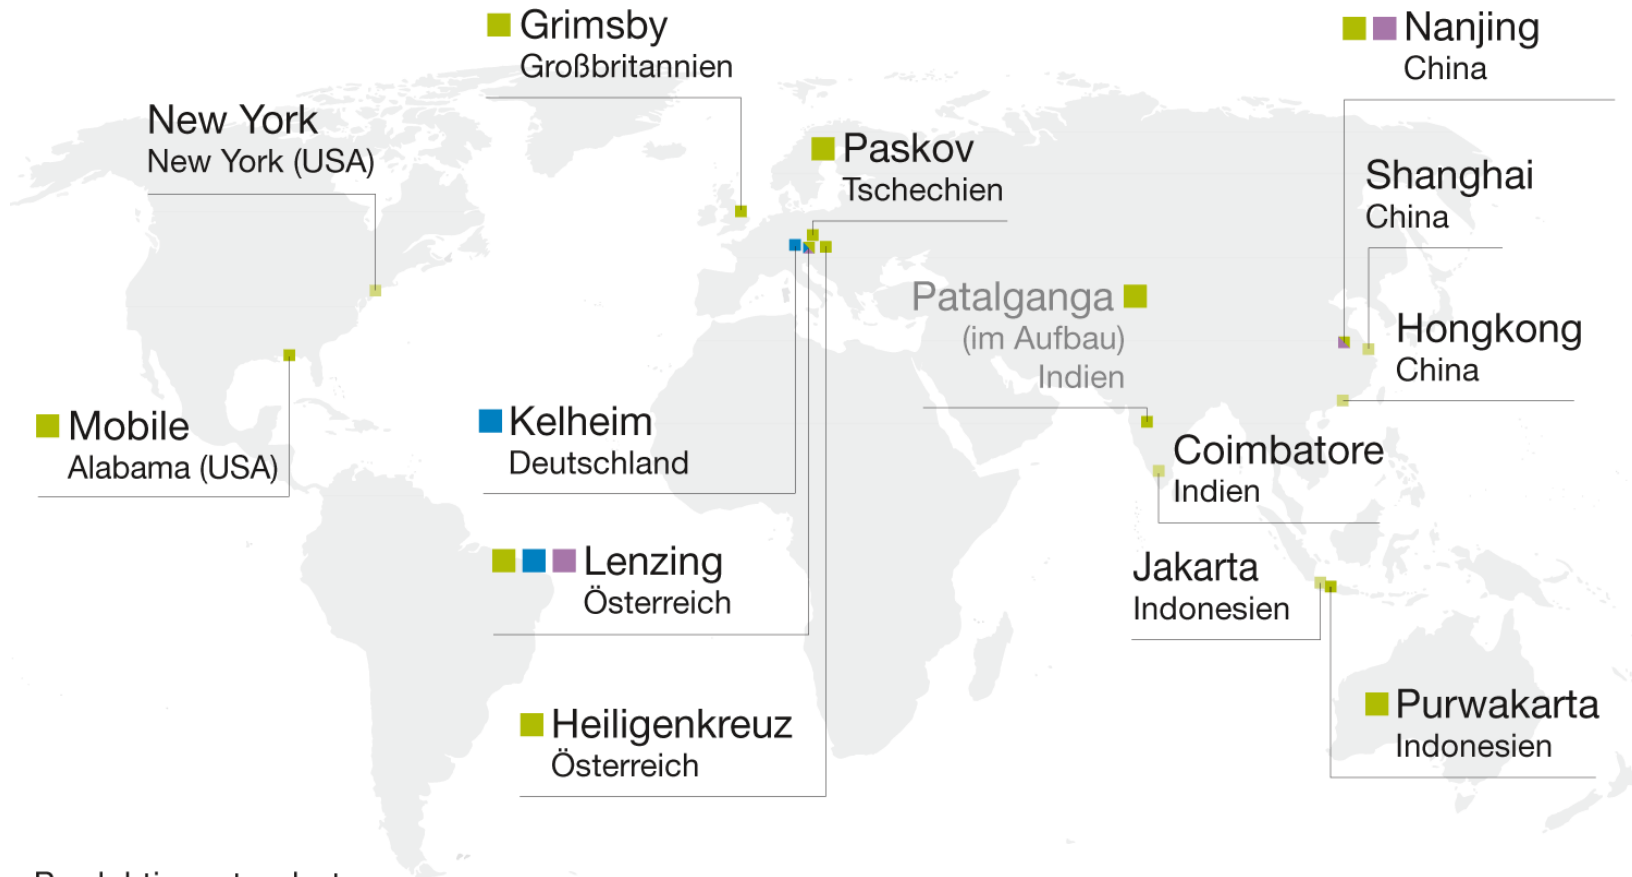 Grimsby
Großbritannien
Nanjing
China
New York
New York (USA)
Paskov
Tschechien
Shanghai
China
Patalganga
(im Aufbau)
Indien
Hongkong
China
Mobile
Alabama (USA)
Kelheim
Deutschland
Coimbatore
Indien
Lenzing
Österreich
Jakarta
Indonesien
Heiligenkreuz
Österreich
Purwakarta
Indonesien